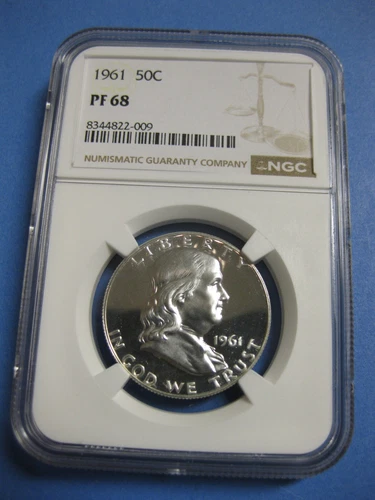 1961 50C
PF 68
8344822-009
NUMISMATIC GUARANTY COMPANY
NGC
LIBERTY
1961
IN GOD WE TRUST